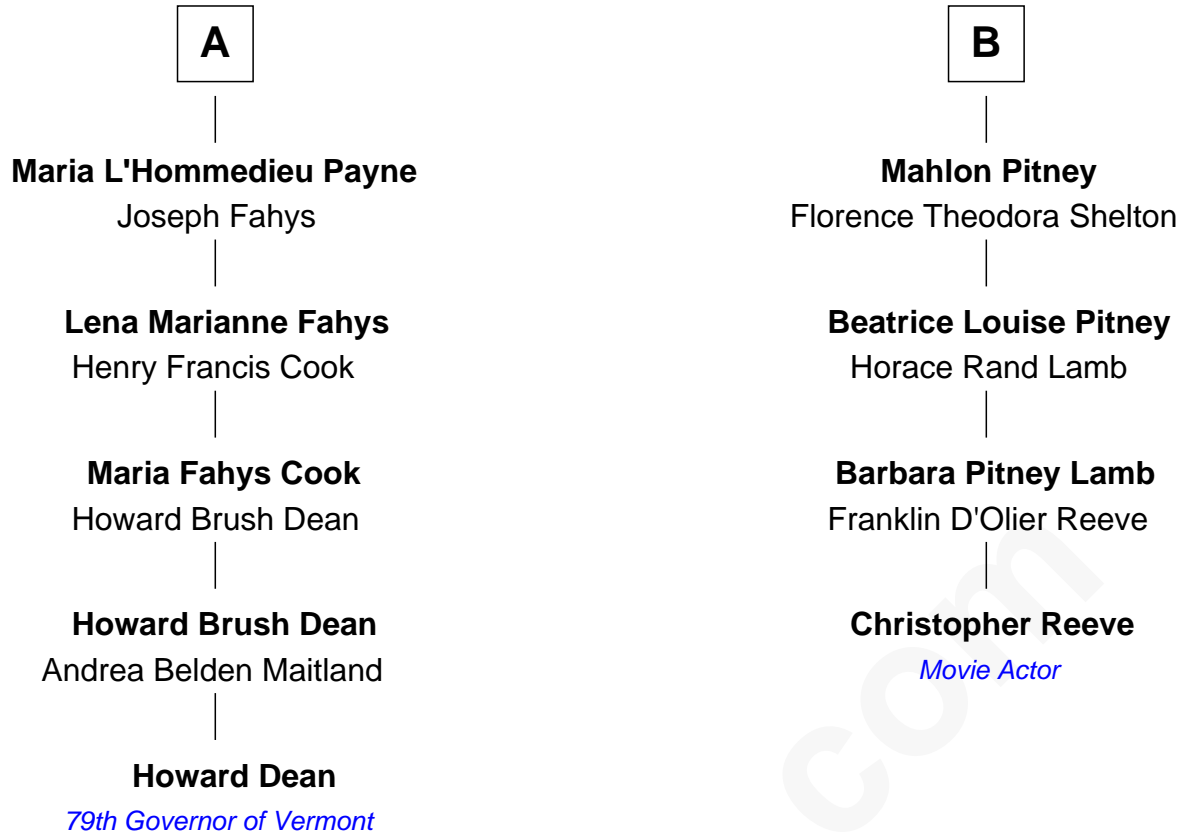 A
Maria L'Hommedieu Payne
Joseph Fahys
Lena Marianne Fahys
Henry Francis Cook
Maria Fahys Cook
Howard Brush Dean
Howard Brush Dean
Andrea Belden Maitland
Howard Dean
79th Governor of Vermont
B
Mahlon Pitney
Florence Theodora Shelton
Beatrice Louise Pitney
Horace Rand Lamb
Barbara Pitney Lamb
Franklin D'Olier Reeve
Christopher Reeve
Movie Actor
com